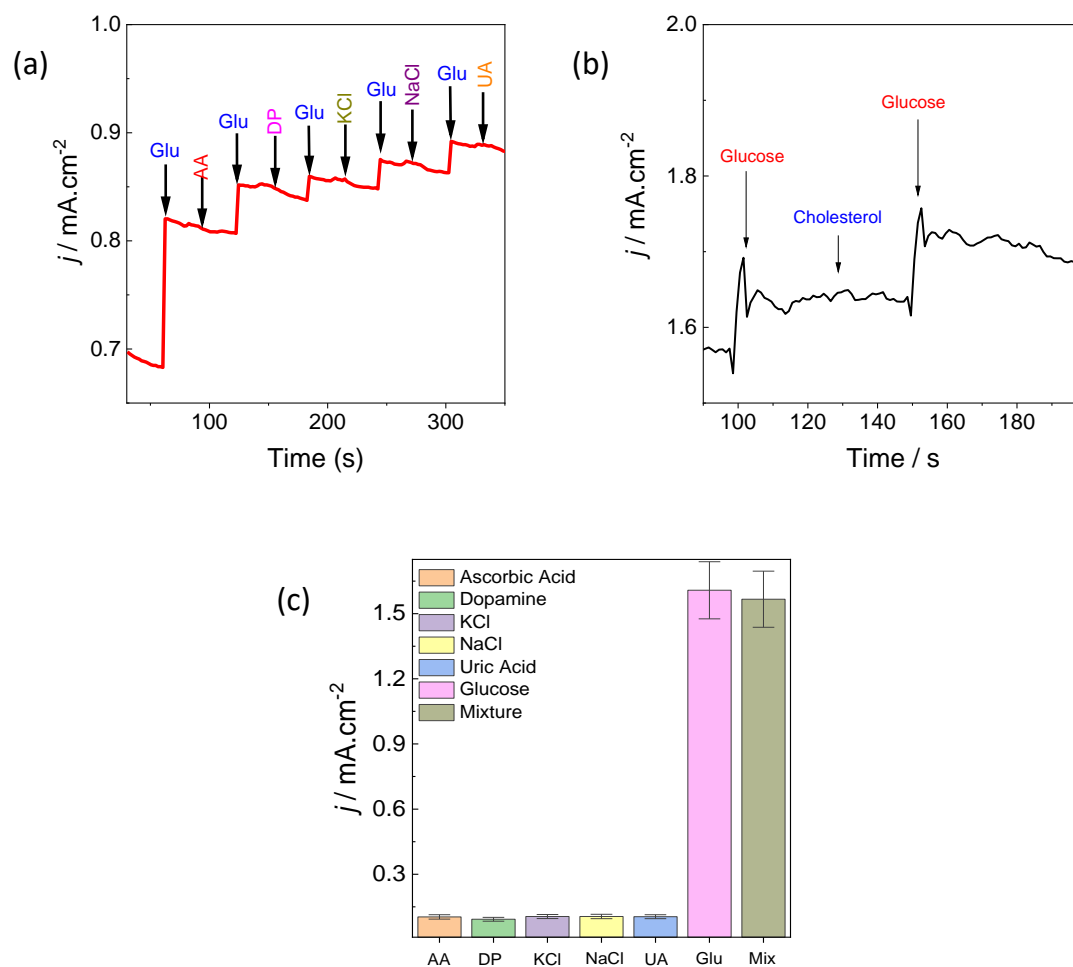 (a)
1.0
0.9
0.8
0.7
j / mA.cm-2
Glu
AA
Glu
DP
Glu
KCl
Glu
NaCl
Glu
UA
100
200
300
Time (s)
(b)
2.0
1.8
1.6
j / mA.cm-2
Glucose
Cholesterol
Glucose
100
120
140
160
180
Time / s
(c)
1.5
1.2
0.9
0.6
0.3
j / mA.cm-2
Ascorbic Acid
Dopamine
KCl
NaCl
Uric Acid
Glucose
Mixture
AA
DP
KCl
NaCl
UA
Glu
Mix